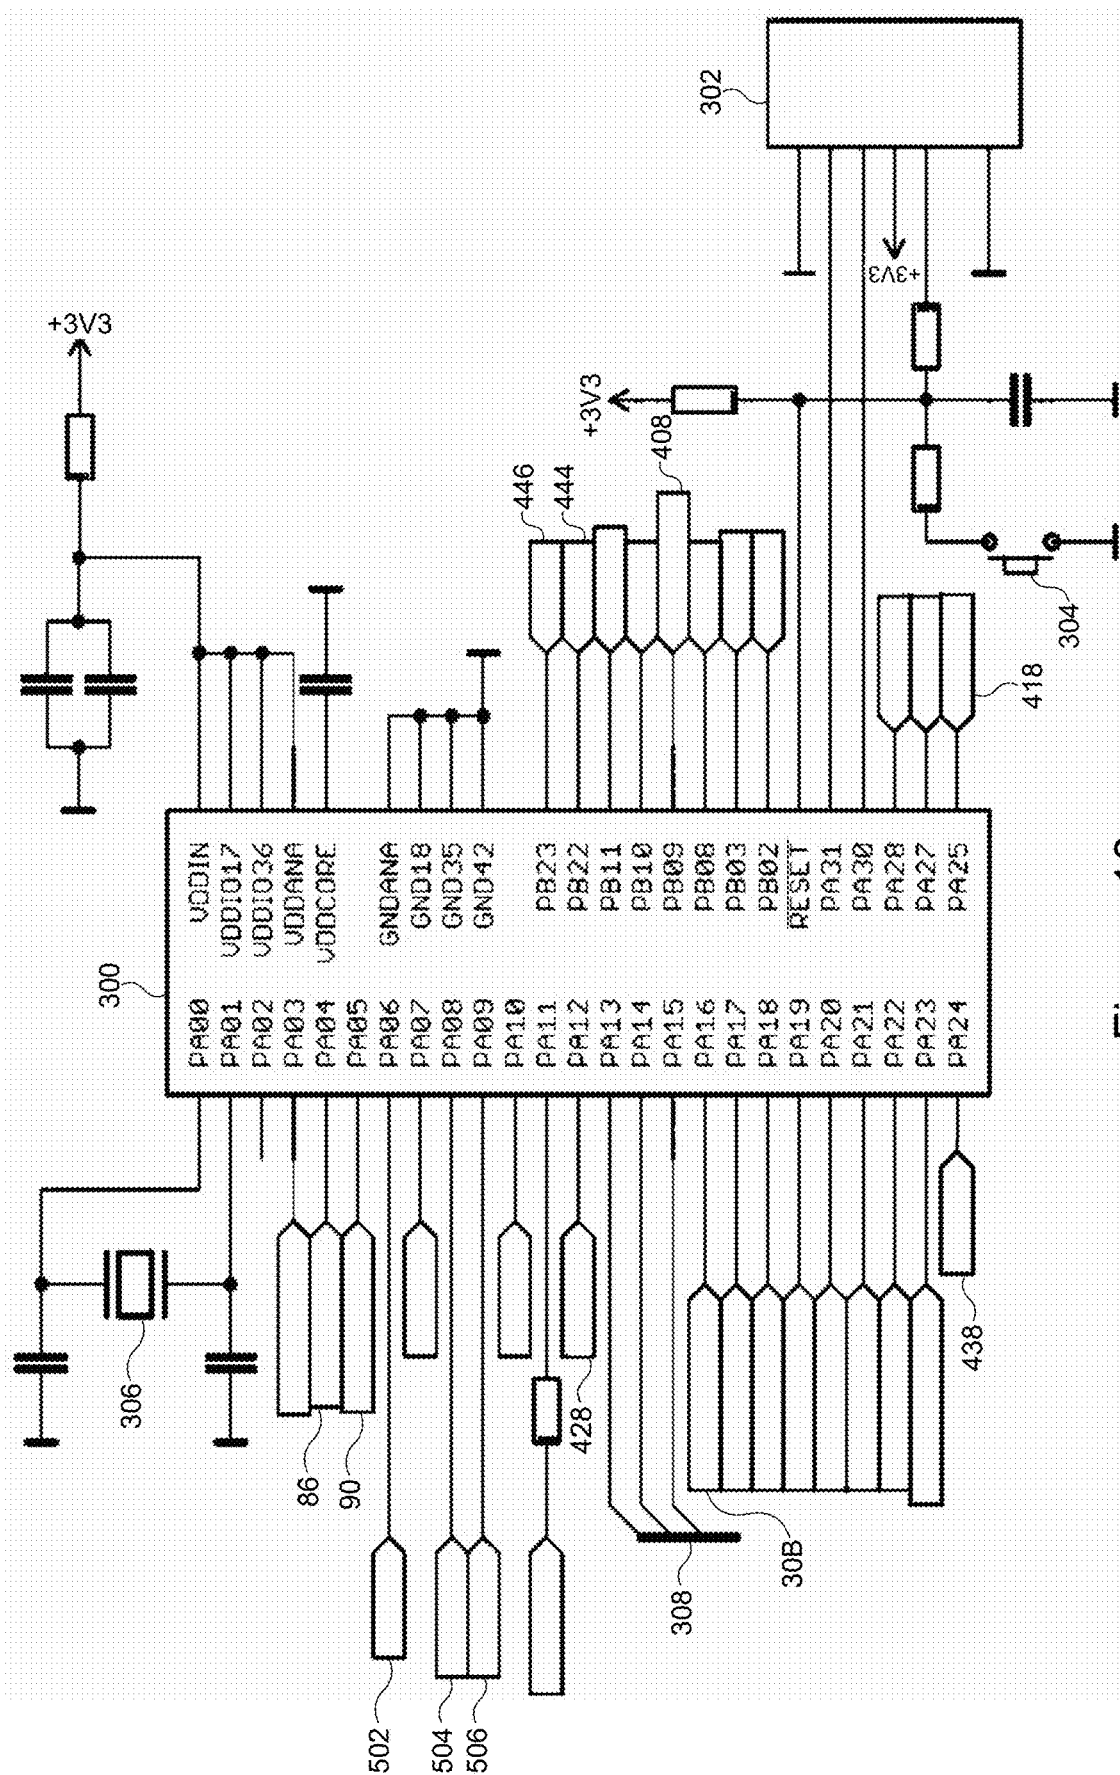 302
+3V3
+3V3
+3V3
446
444
408
304
418
300
VDDIN
VDDIO17
VDDIO36
VDDANA
VDDCORE
GNDANA
GND18
GND35
GND42
PB23
PB22
PB11
PB10
PB09
PB08
PB03
PB02
RESET
PA31
PA30
PA28
PA27
PA25
PA00
PA01
PA02
PA03
PA04
PA05
PA06
PA07
PA08
PA09
PA10
PA11
PA12
PA13
PA14
PA15
PA16
PA17
PA18
PA19
PA20
PA21
PA22
PA23
PA24
306
86
90
428
438
502
504
506
308
30B